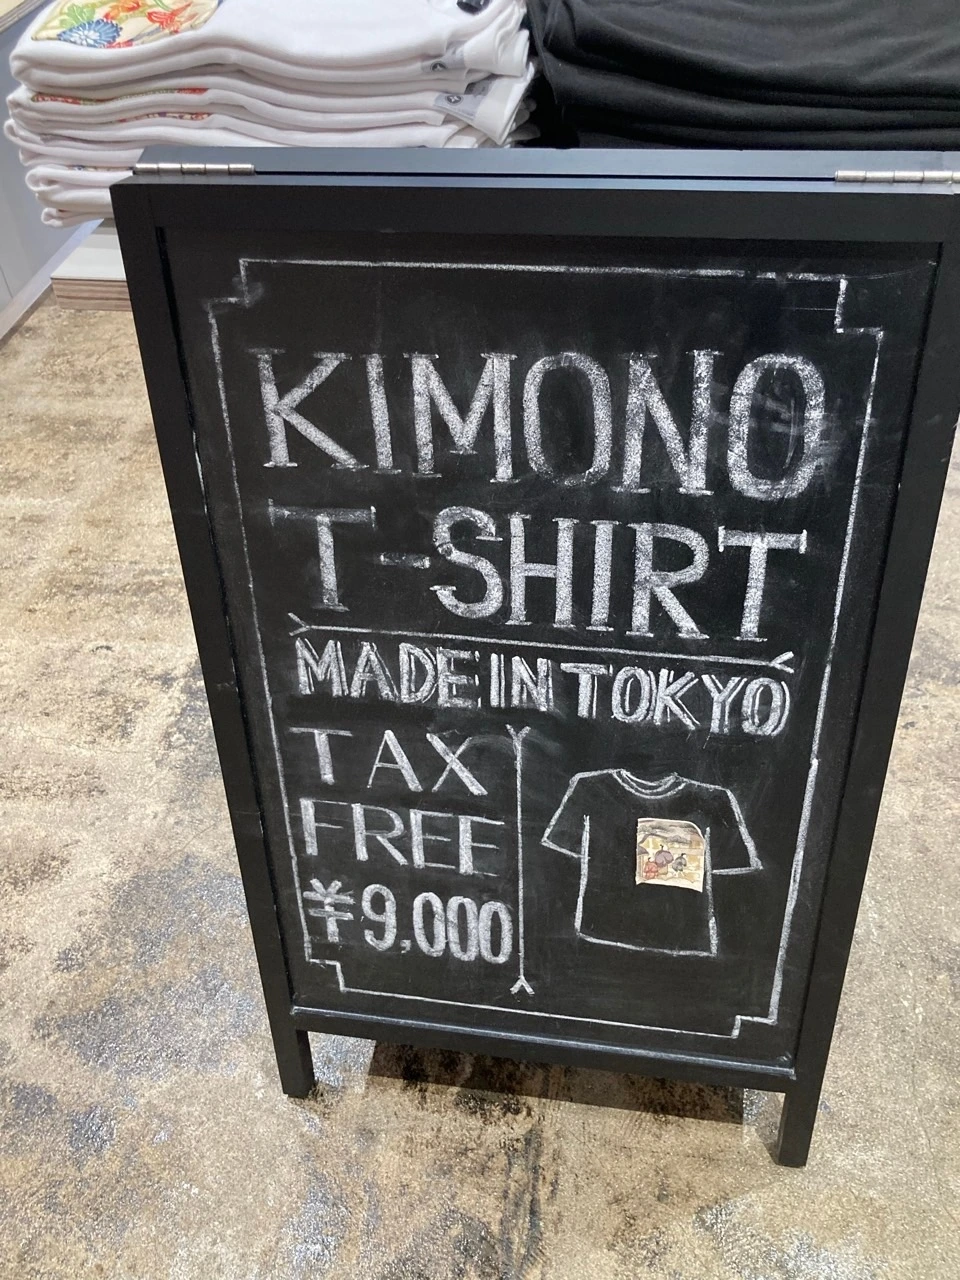 KIMONO
T-SHIRT
MADE IN TOKYO
TAX
FREE
¥9,000